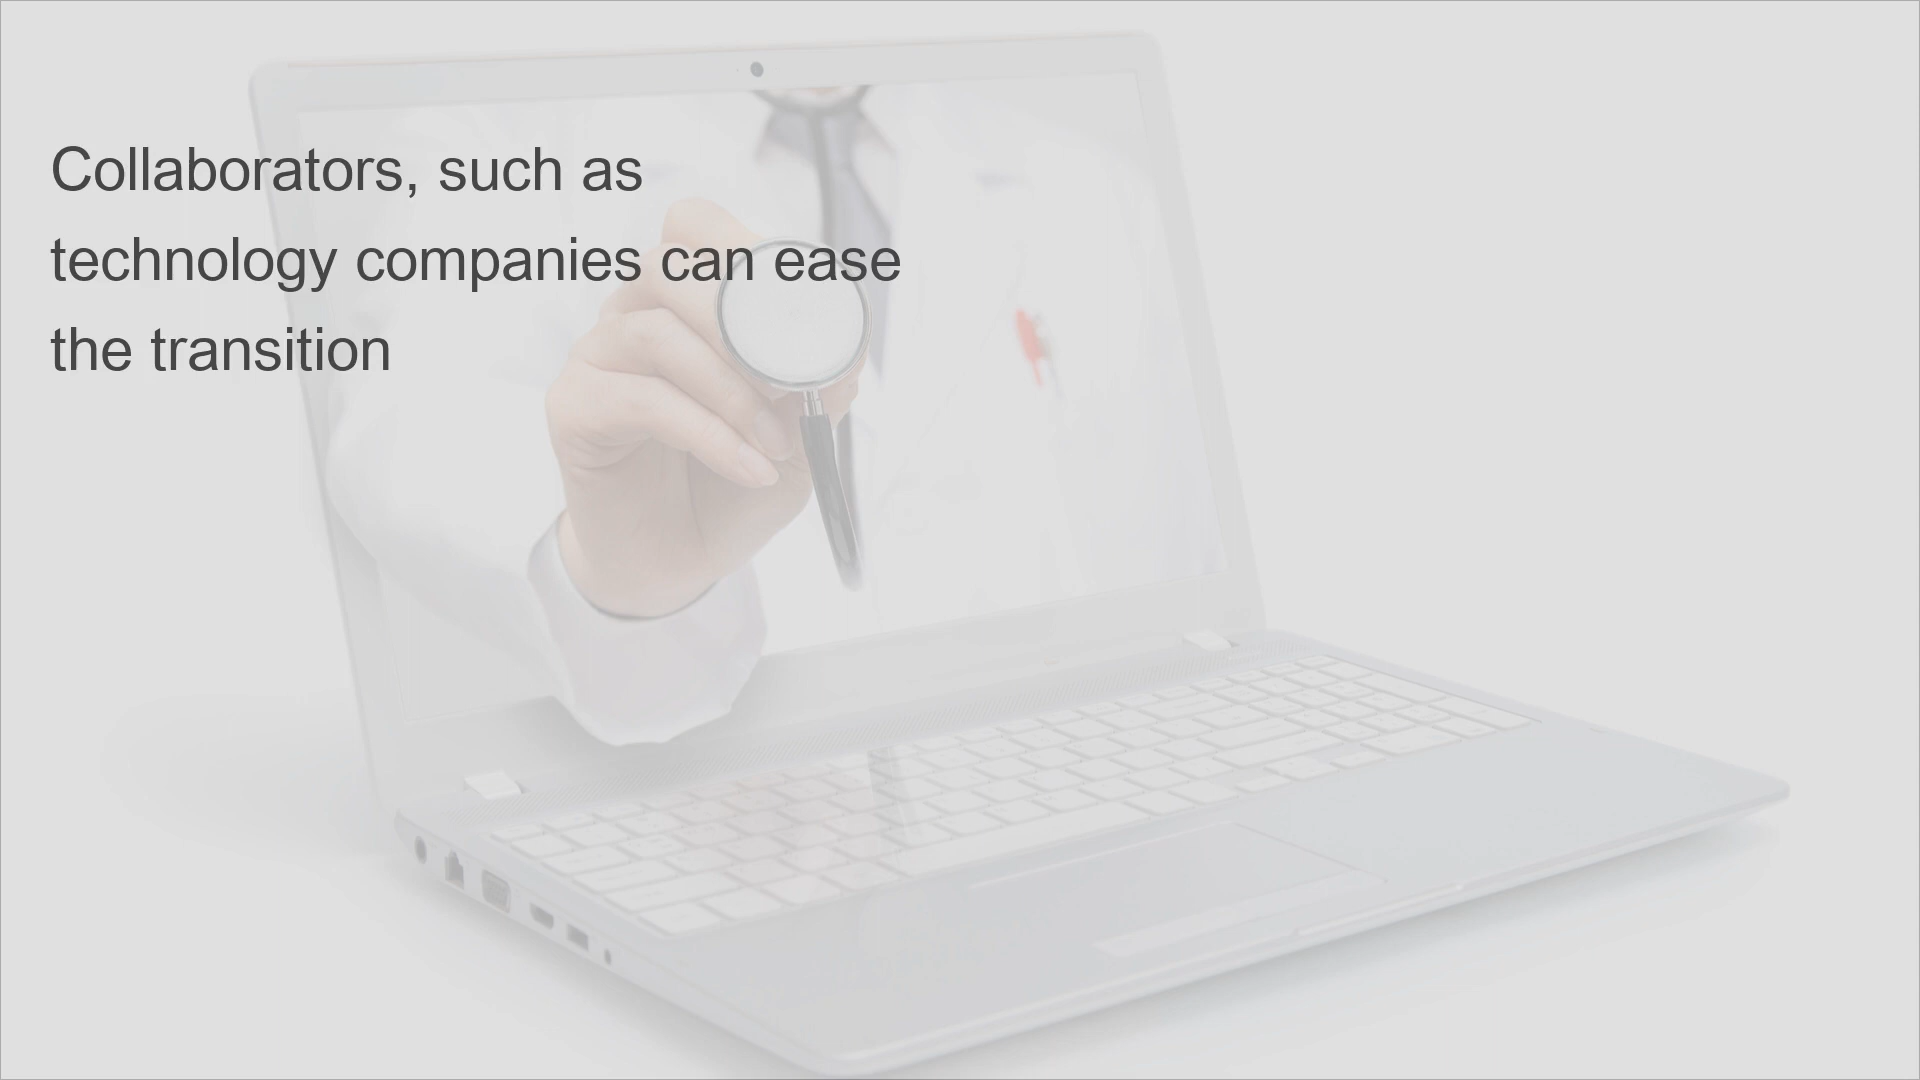 Collaborators, such as
technology companies can ease
the transition